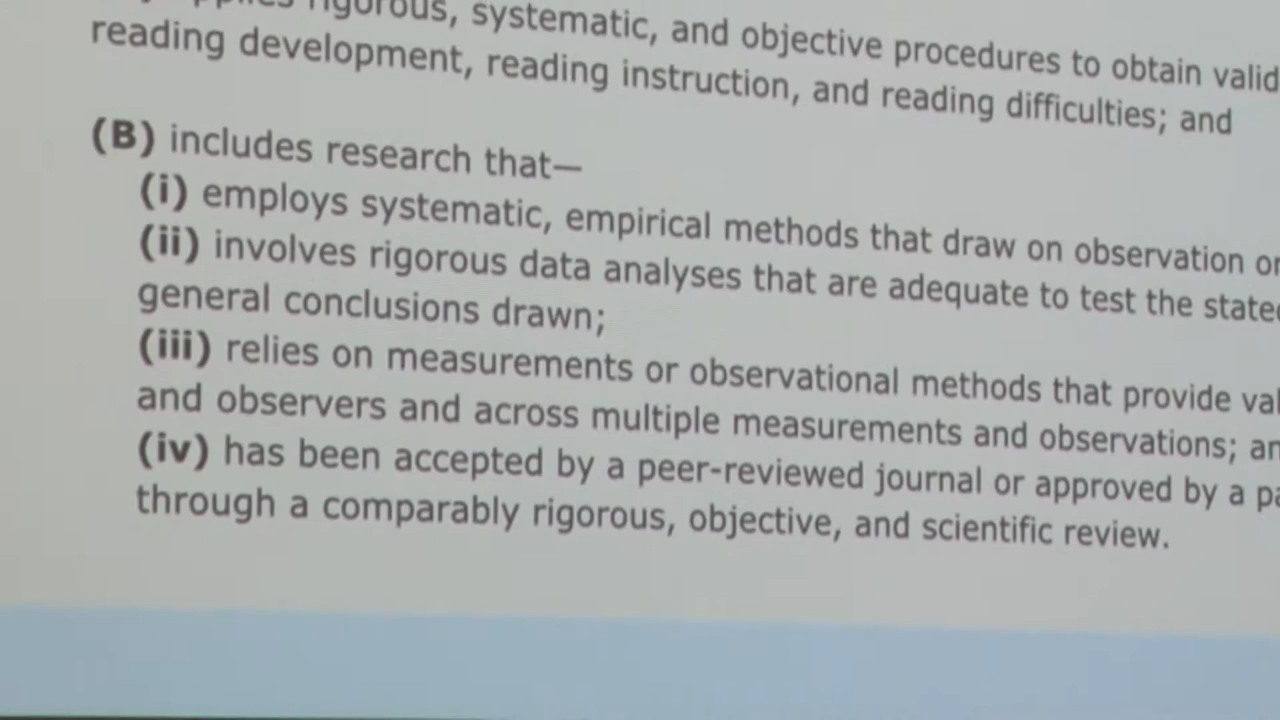 rigorous, systematic, and objective procedures to obtain valid
reading development, reading instruction, and reading difficulties; and
(B) includes research that—
(i) employs systematic, empirical methods that draw on observation or
(ii) involves rigorous data analyses that are adequate to test the stated
general conclusions drawn;
(iii) relies on measurements or observational methods that provide
and observers and across multiple measurements and observations;
(iv) has been accepted by a peer-reviewed journal or approved by a
through a comparably rigorous, objective, and scientific review.